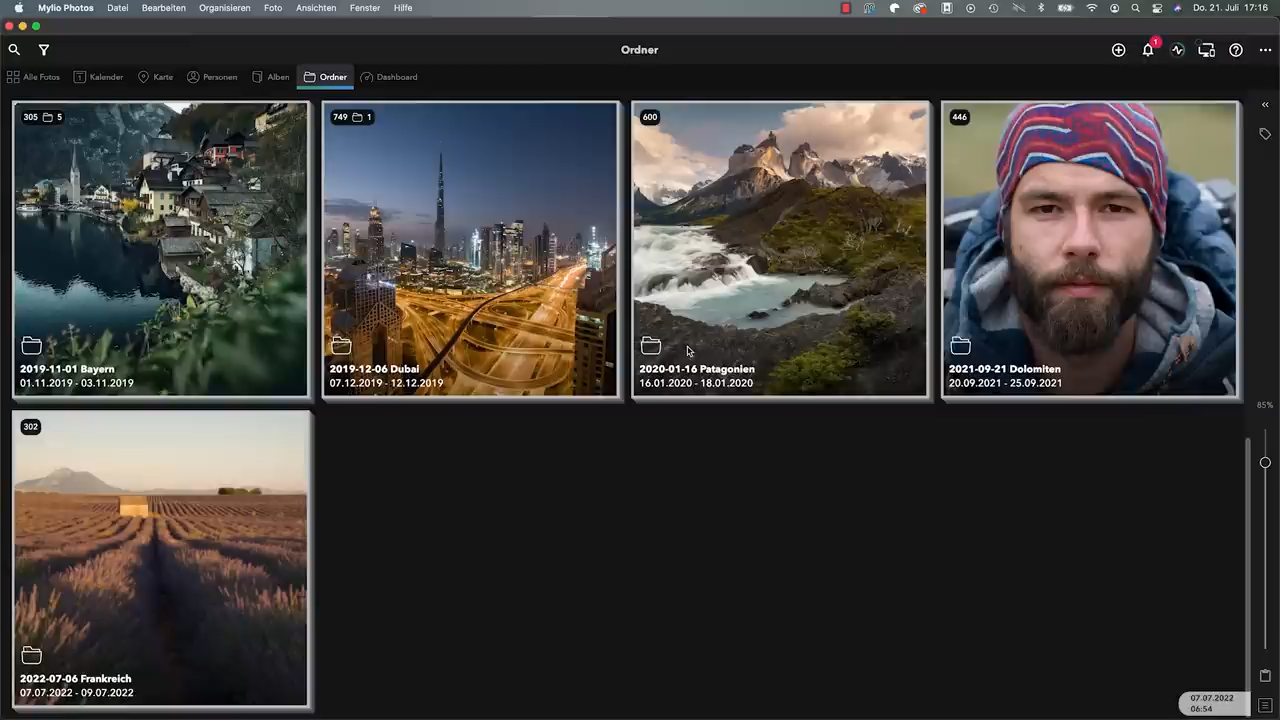 Mylio Photos Datei Bearbeiten Organisieren Foto Ansichten Fenster Hilfe Do. 21. Juli 17:16
Ordner
1
Alle Fotos Kalender Karte Personen Alben Ordner Dashboard
305 5
2019-11-01 Bayern
01.11.2019 - 03.11.2019
749 1
2019-12-06 Dubai
07.12.2019 - 12.12.2019
600
2020-01-16 Patagonien
16.01.2020 - 18.01.2020
446
2021-09-21 Dolomiten
20.09.2021 - 25.09.2021
85%
302
2022-07-06 Frankreich
07.07.2022 - 09.07.2022
07.07.2022
06:54